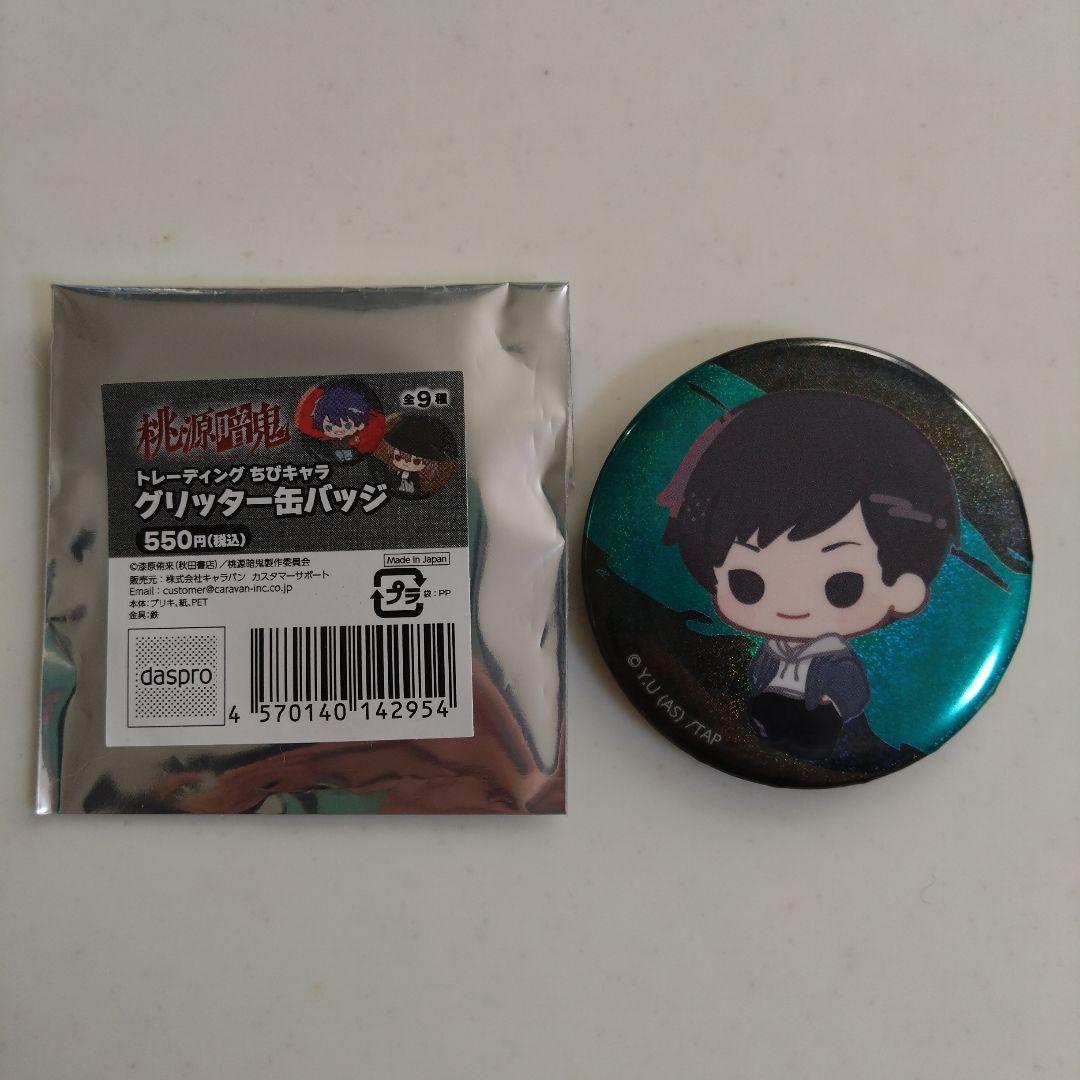 桃源暗鬼
全9種
トレーディング ちびキャラ
グリッター缶バッジ
550円(税込)
©漆原侑来(秋田書店)／桃源暗鬼製作委員会
販売元：株式会社キャラバン カスタマーサポート
Email：customer@caravan-inc.co.jp
本体：ブリキ、紙、PET
金具：鉄
Made in Japan
プラ
袋：PP
daspro
4 570140 142954
© Y.U (AS) /TAP